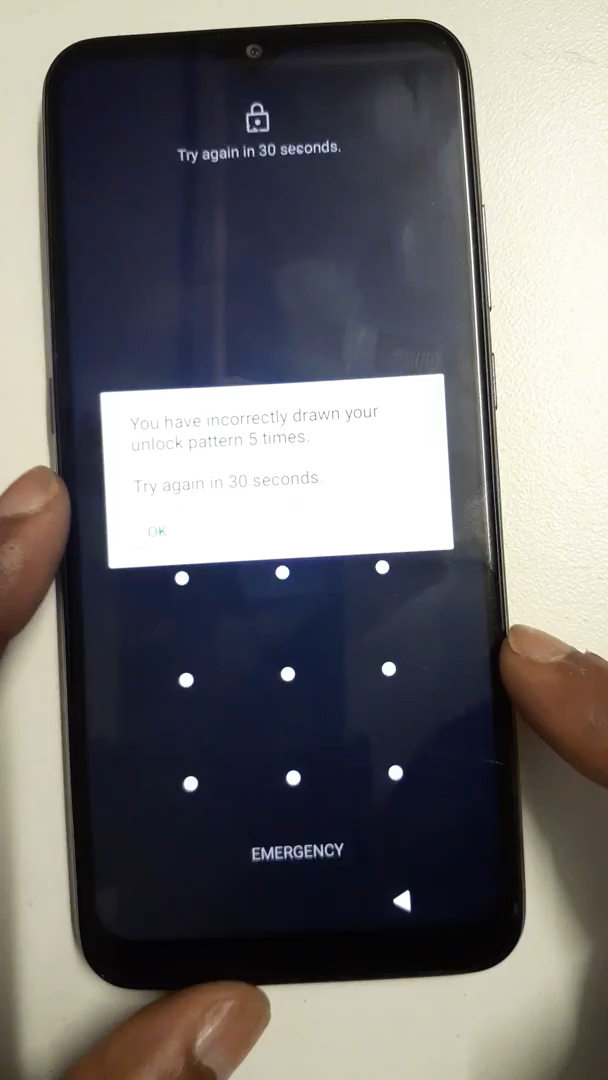 Try again in 30 seconds.
You have incorrectly drawn your
unlock pattern 5 times.
Try again in 30 seconds.
OK
EMERGENCY